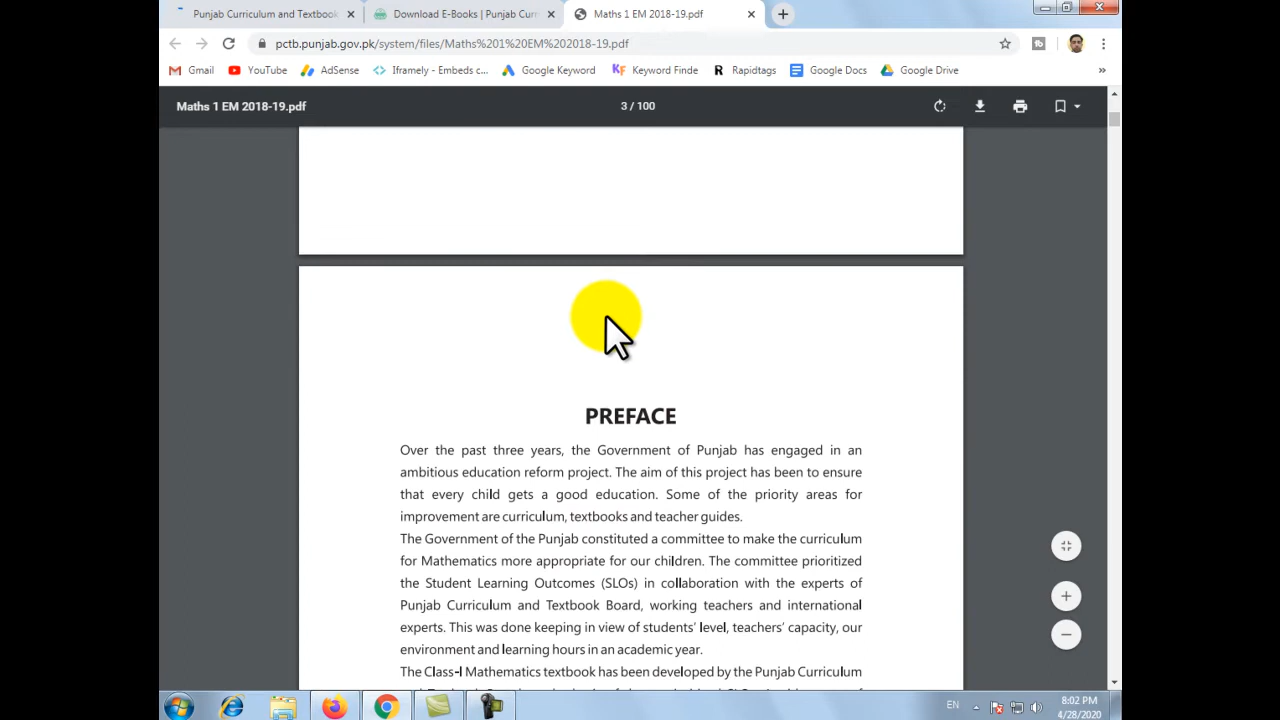 Punjab Curriculum and Textbook
Download E-Books | Punjab Curr
Maths 1 EM 2018-19.pdf
pctb.punjab.gov.pk/system/files/Maths%201%20EM%202018-19.pdf
Gmail
YouTube
AdSense
Iframely - Embeds c...
Google Keyword
Keyword Finde
Rapidtags
Google Docs
Google Drive
»
Maths 1 EM 2018-19.pdf
3 / 100
PREFACE
Over the past three years, the Government of Punjab has engaged in an
ambitious education reform project. The aim of this project has been to ensure
that every child gets a good education. Some of the priority areas for
improvement are curriculum, textbooks and teacher guides.
The Government of the Punjab constituted a committee to make the curriculum
for Mathematics more appropriate for our children. The committee prioritized
the Student Learning Outcomes (SLOs) in collaboration with the experts of
Punjab Curriculum and Textbook Board, working teachers and international
experts. This was done keeping in view of students' level, teachers' capacity, our
environment and learning hours in an academic year.
The Class-I Mathematics textbook has been developed by the Punjab Curriculum
EN
8:02 PM
4/28/2020